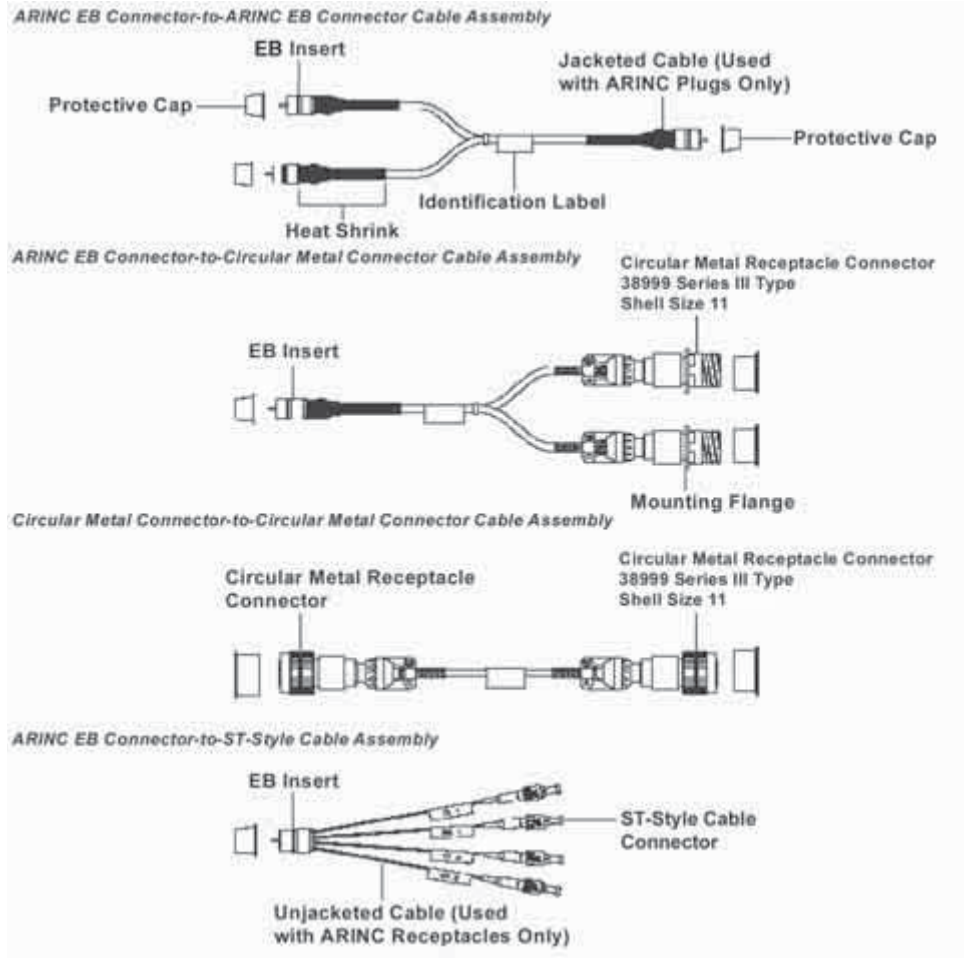 ARINC EB Connector-to-ARINC EB Connector Cable Assembly
EB Insert
Jacketed Cable (Used
with ARINC Plugs Only)
Protective Cap
Protective Cap
Identification Label
Heat Shrink
ARINC EB Connector-to-Circular Metal Connector Cable Assembly
Circular Metal Receptacle Connector
38999 Series III Type
Shell Size 11
EB Insert
Mounting Flange
Circular Metal Connector-to-Circular Metal Connector Cable Assembly
Circular Metal Receptacle
Connector
Circular Metal Receptacle Connector
38999 Series III Type
Shell Size 11
ARINC EB Connector-to-ST-Style Cable Assembly
EB Insert
ST-Style Cable
Connector
Unjacketed Cable (Used
with ARINC Receptacles Only)